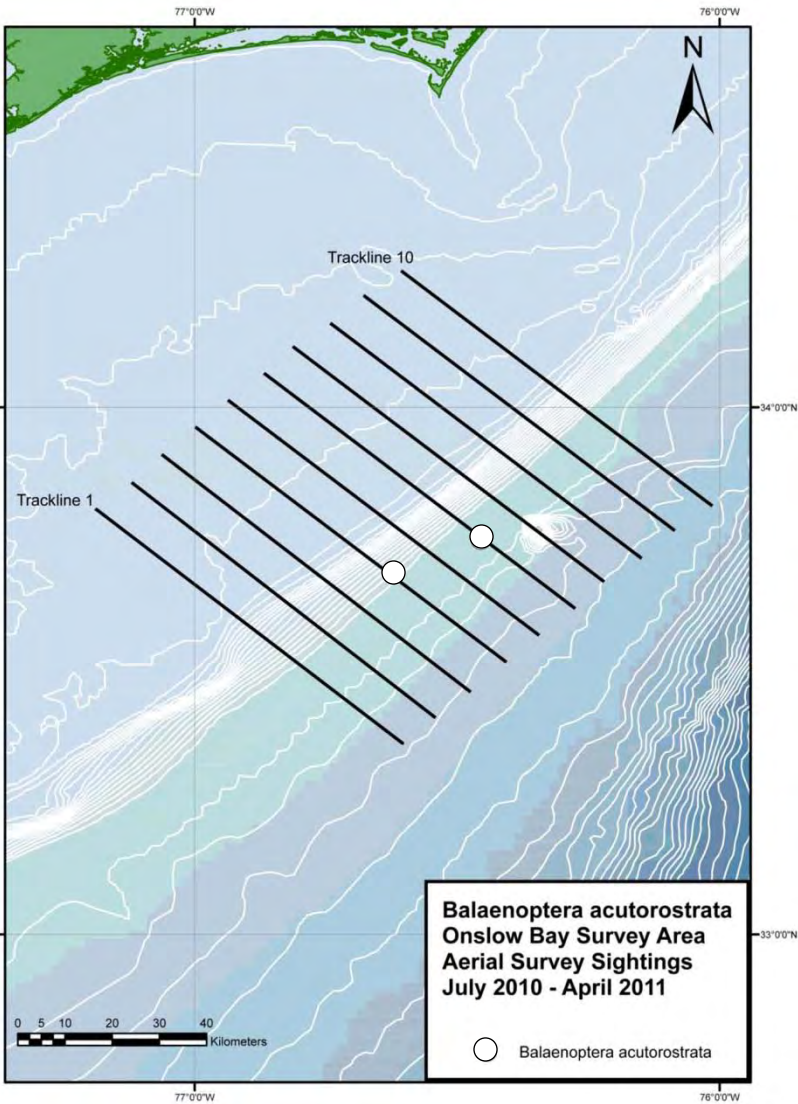 77°0'0"W 76°0'0"W
N
Trackline 10
34°0'0"N
Trackline 1
Balaenoptera acutorostrata
Onslow Bay Survey Area
Aerial Survey Sightings
July 2010 - April 2011
33°0'0"N
0 5 10 20 30 40
Kilometers
Balaenoptera acutorostrata
77°0'0"W 76°0'0"W